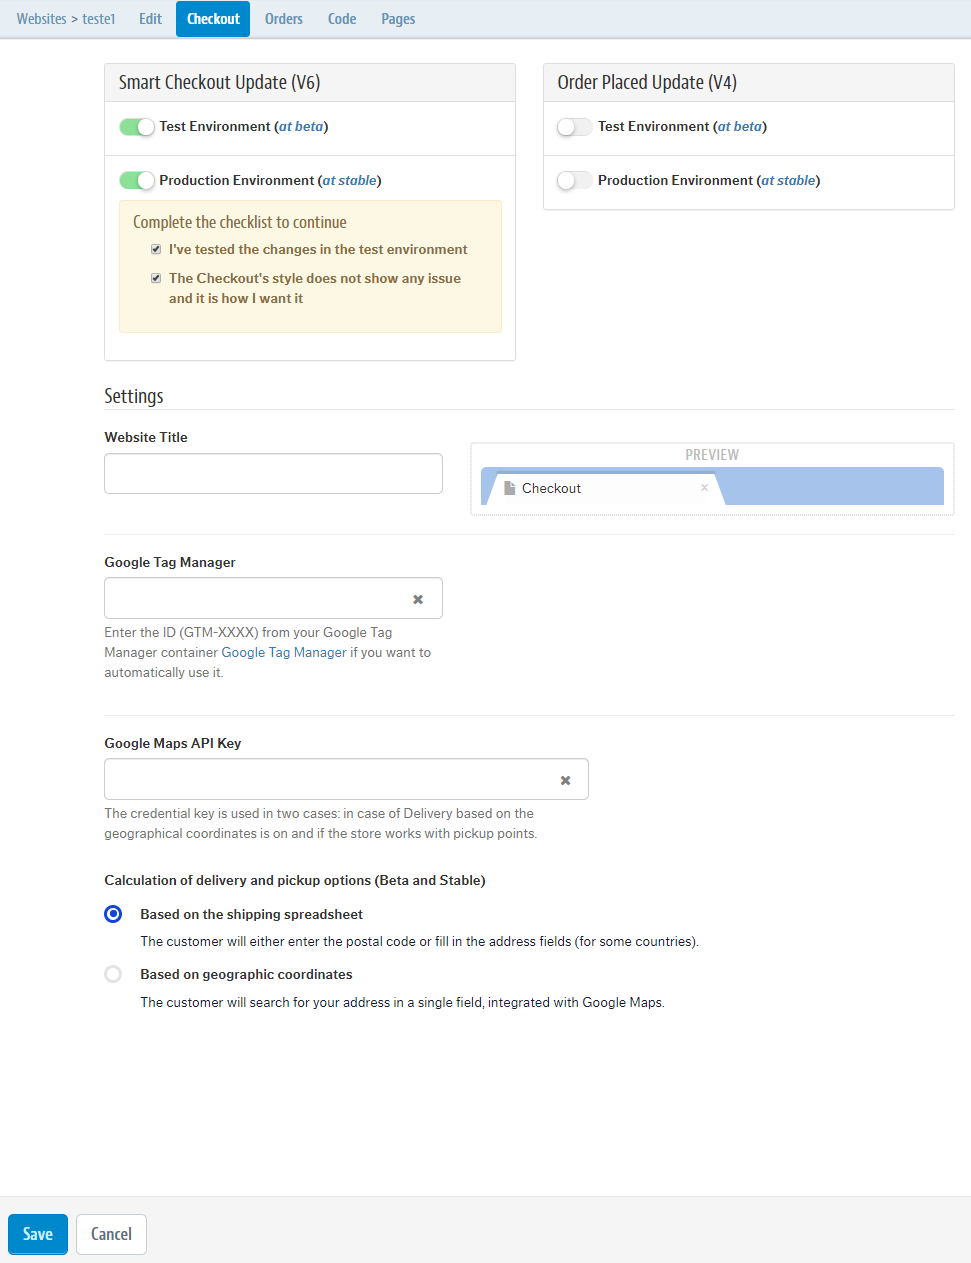 Websites > teste1 Edit Checkout Orders Code Pages
Smart Checkout Update (V6)
Test Environment (at beta)
Production Environment (at stable)
Complete the checklist to continue
I've tested the changes in the test environment
The Checkout's style does not show any issue
and it is how I want it
Order Placed Update (V4)
Test Environment (at beta)
Production Environment (at stable)
Settings
Website Title
PREVIEW
Checkout
Google Tag Manager
Enter the ID (GTM-XXXX) from your Google Tag
Manager container Google Tag Manager if you want to
automatically use it.
Google Maps API Key
The credential key is used in two cases: in case of Delivery based on the
geographical coordinates is on and if the store works with pickup points.
Calculation of delivery and pickup options (Beta and Stable)
Based on the shipping spreadsheet
The customer will either enter the postal code or fill in the address fields (for some countries).
Based on geographic coordinates
The customer will search for your address in a single field, integrated with Google Maps.
Save Cancel